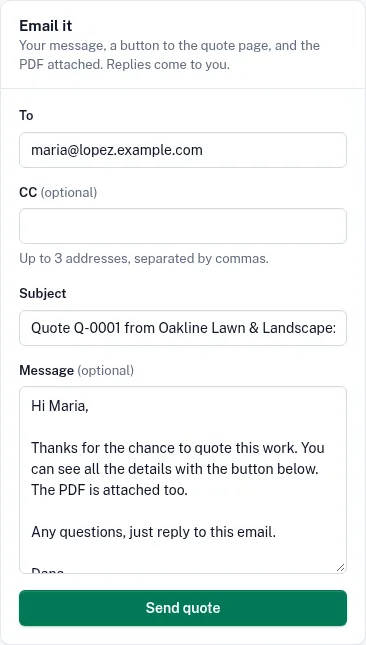 Email it
Your message, a button to the quote page, and the
PDF attached. Replies come to you.
To
maria@lopez.example.com
CC (optional)
Up to 3 addresses, separated by commas.
Subject
Quote Q-0001 from Oakline Lawn & Landscape:
Message (optional)
Hi Maria,
Thanks for the chance to quote this work. You
can see all the details with the button below.
The PDF is attached too.
Any questions, just reply to this email.
Send quote